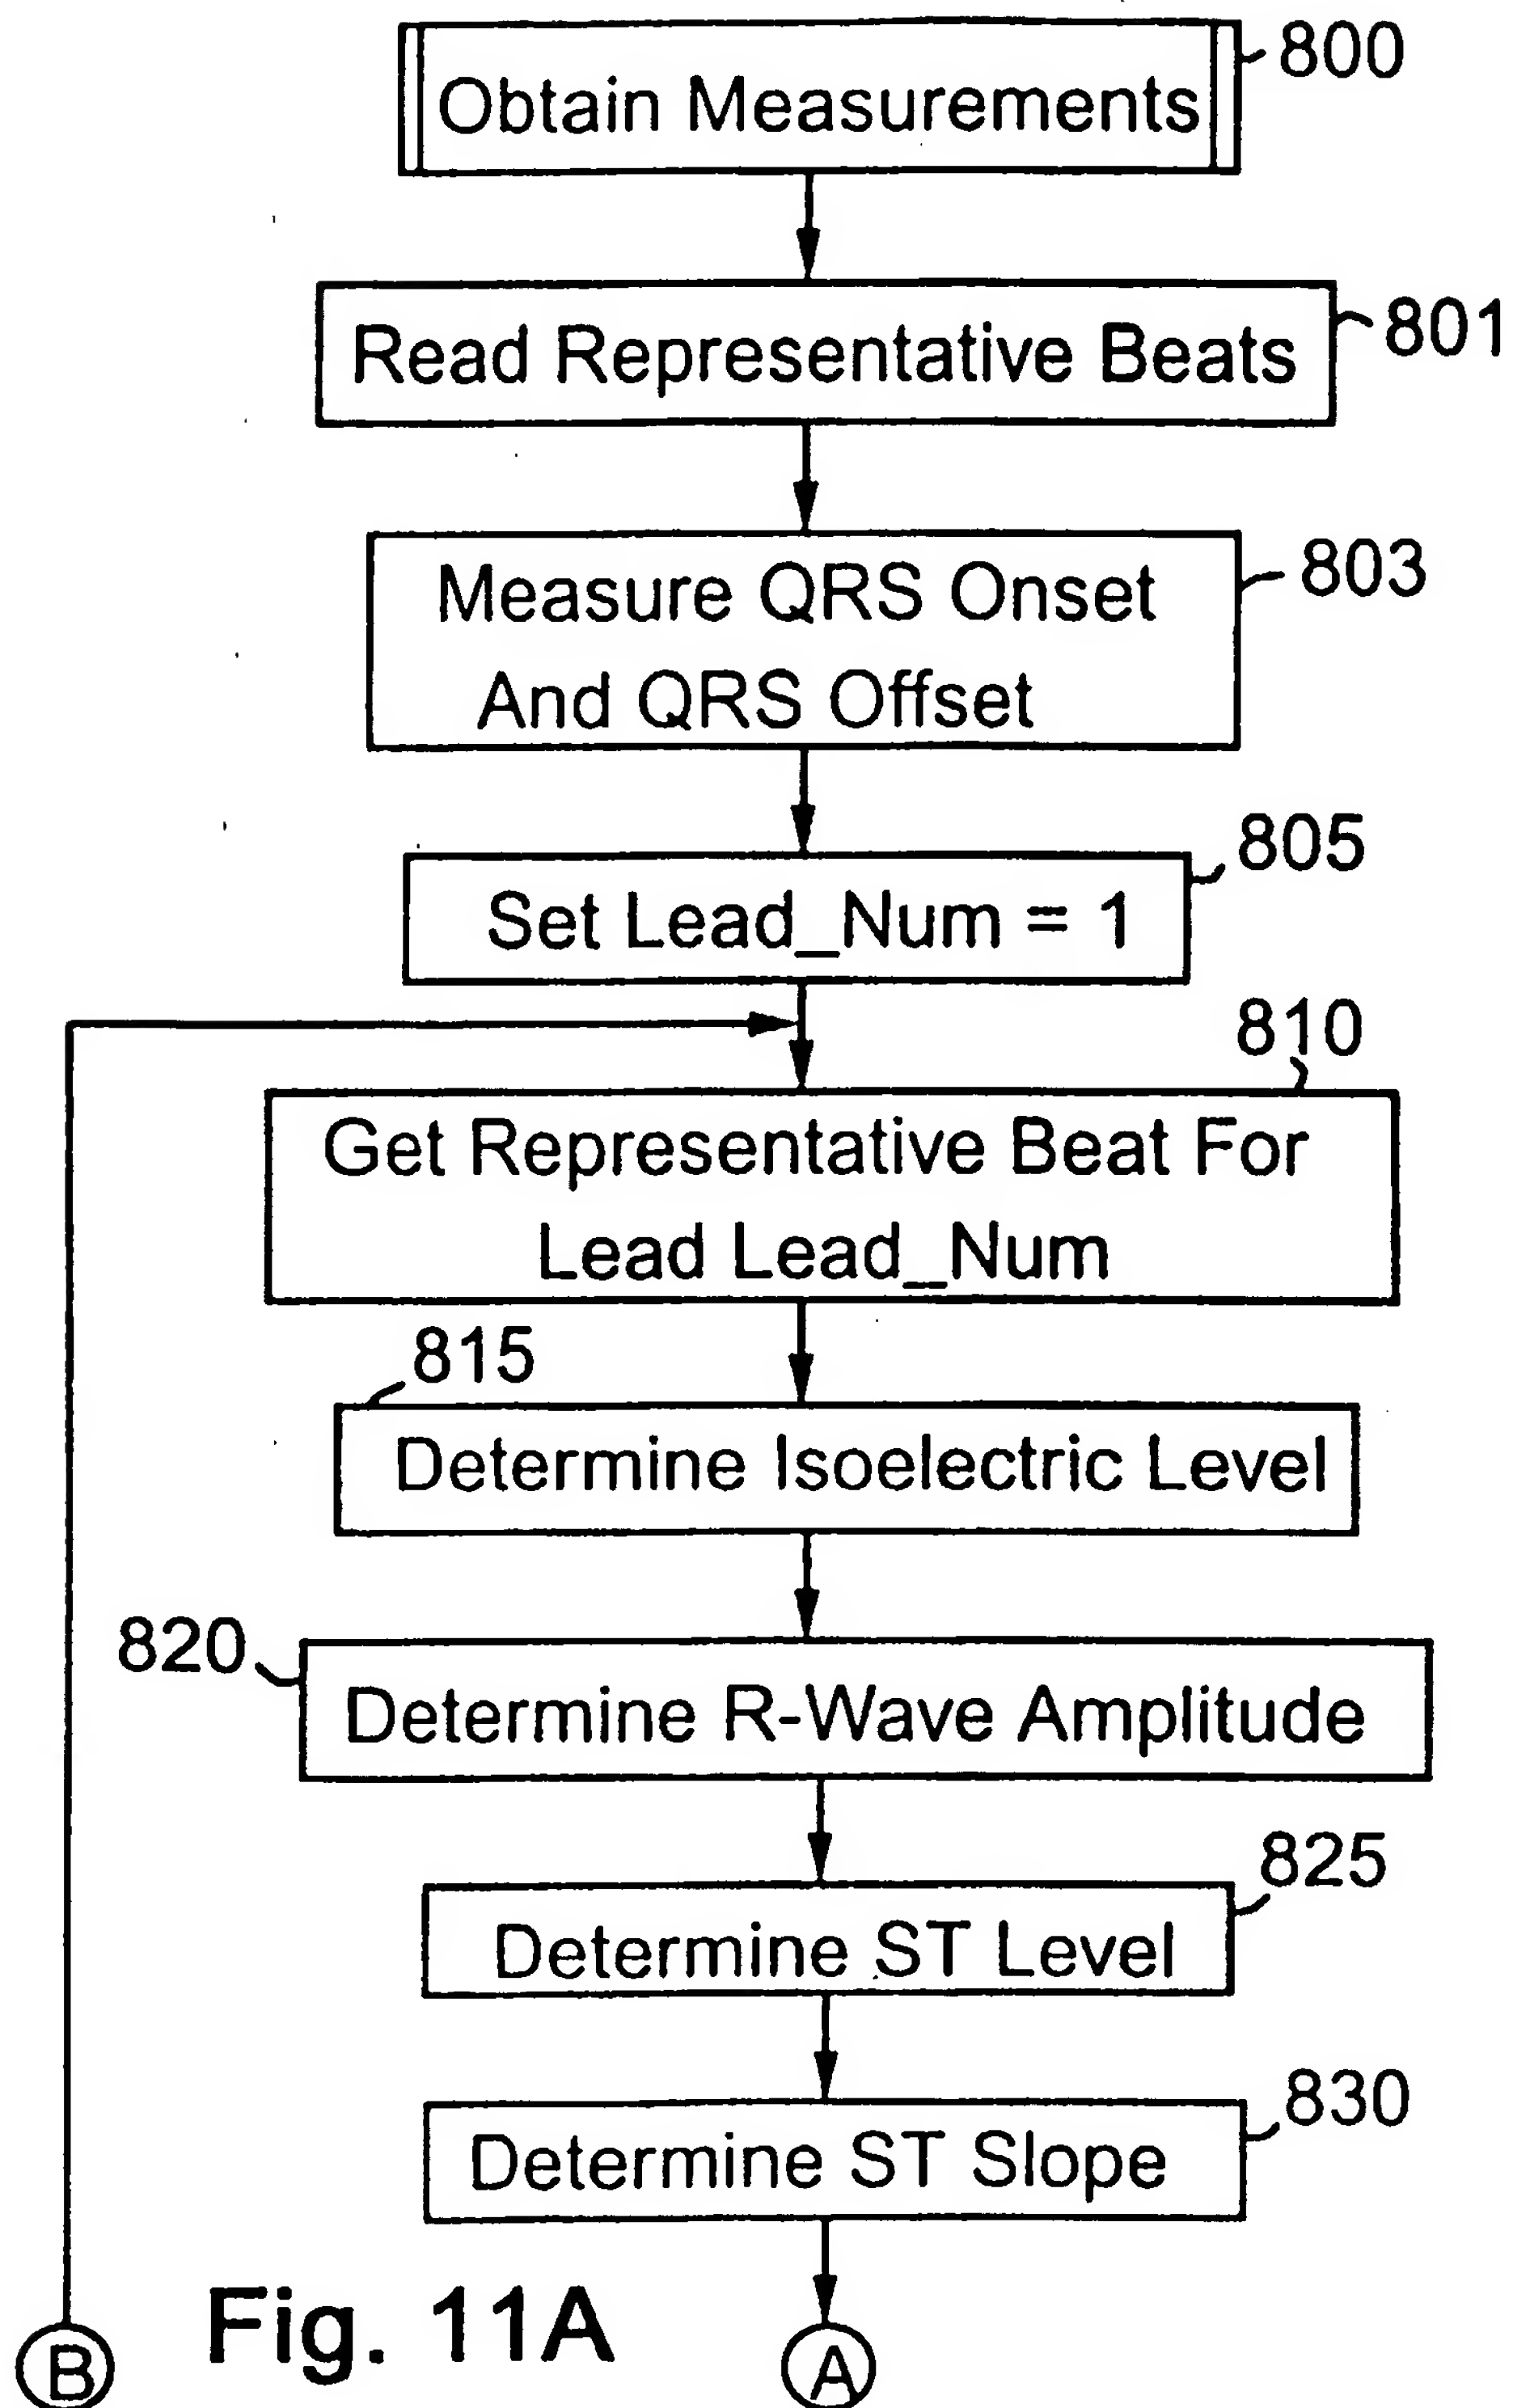 800
Obtain Measurements
801
Read Representative Beats
803
Measure QRS Onset
And QRS Offset
805
Set Lead_Num = 1
810
Get Representative Beat For
Lead Lead_Num
815
Determine Isoelectric Level
820
Determine R-Wave Amplitude
825
Determine ST Level
830
Determine ST Slope
B
Fig. 11A
A